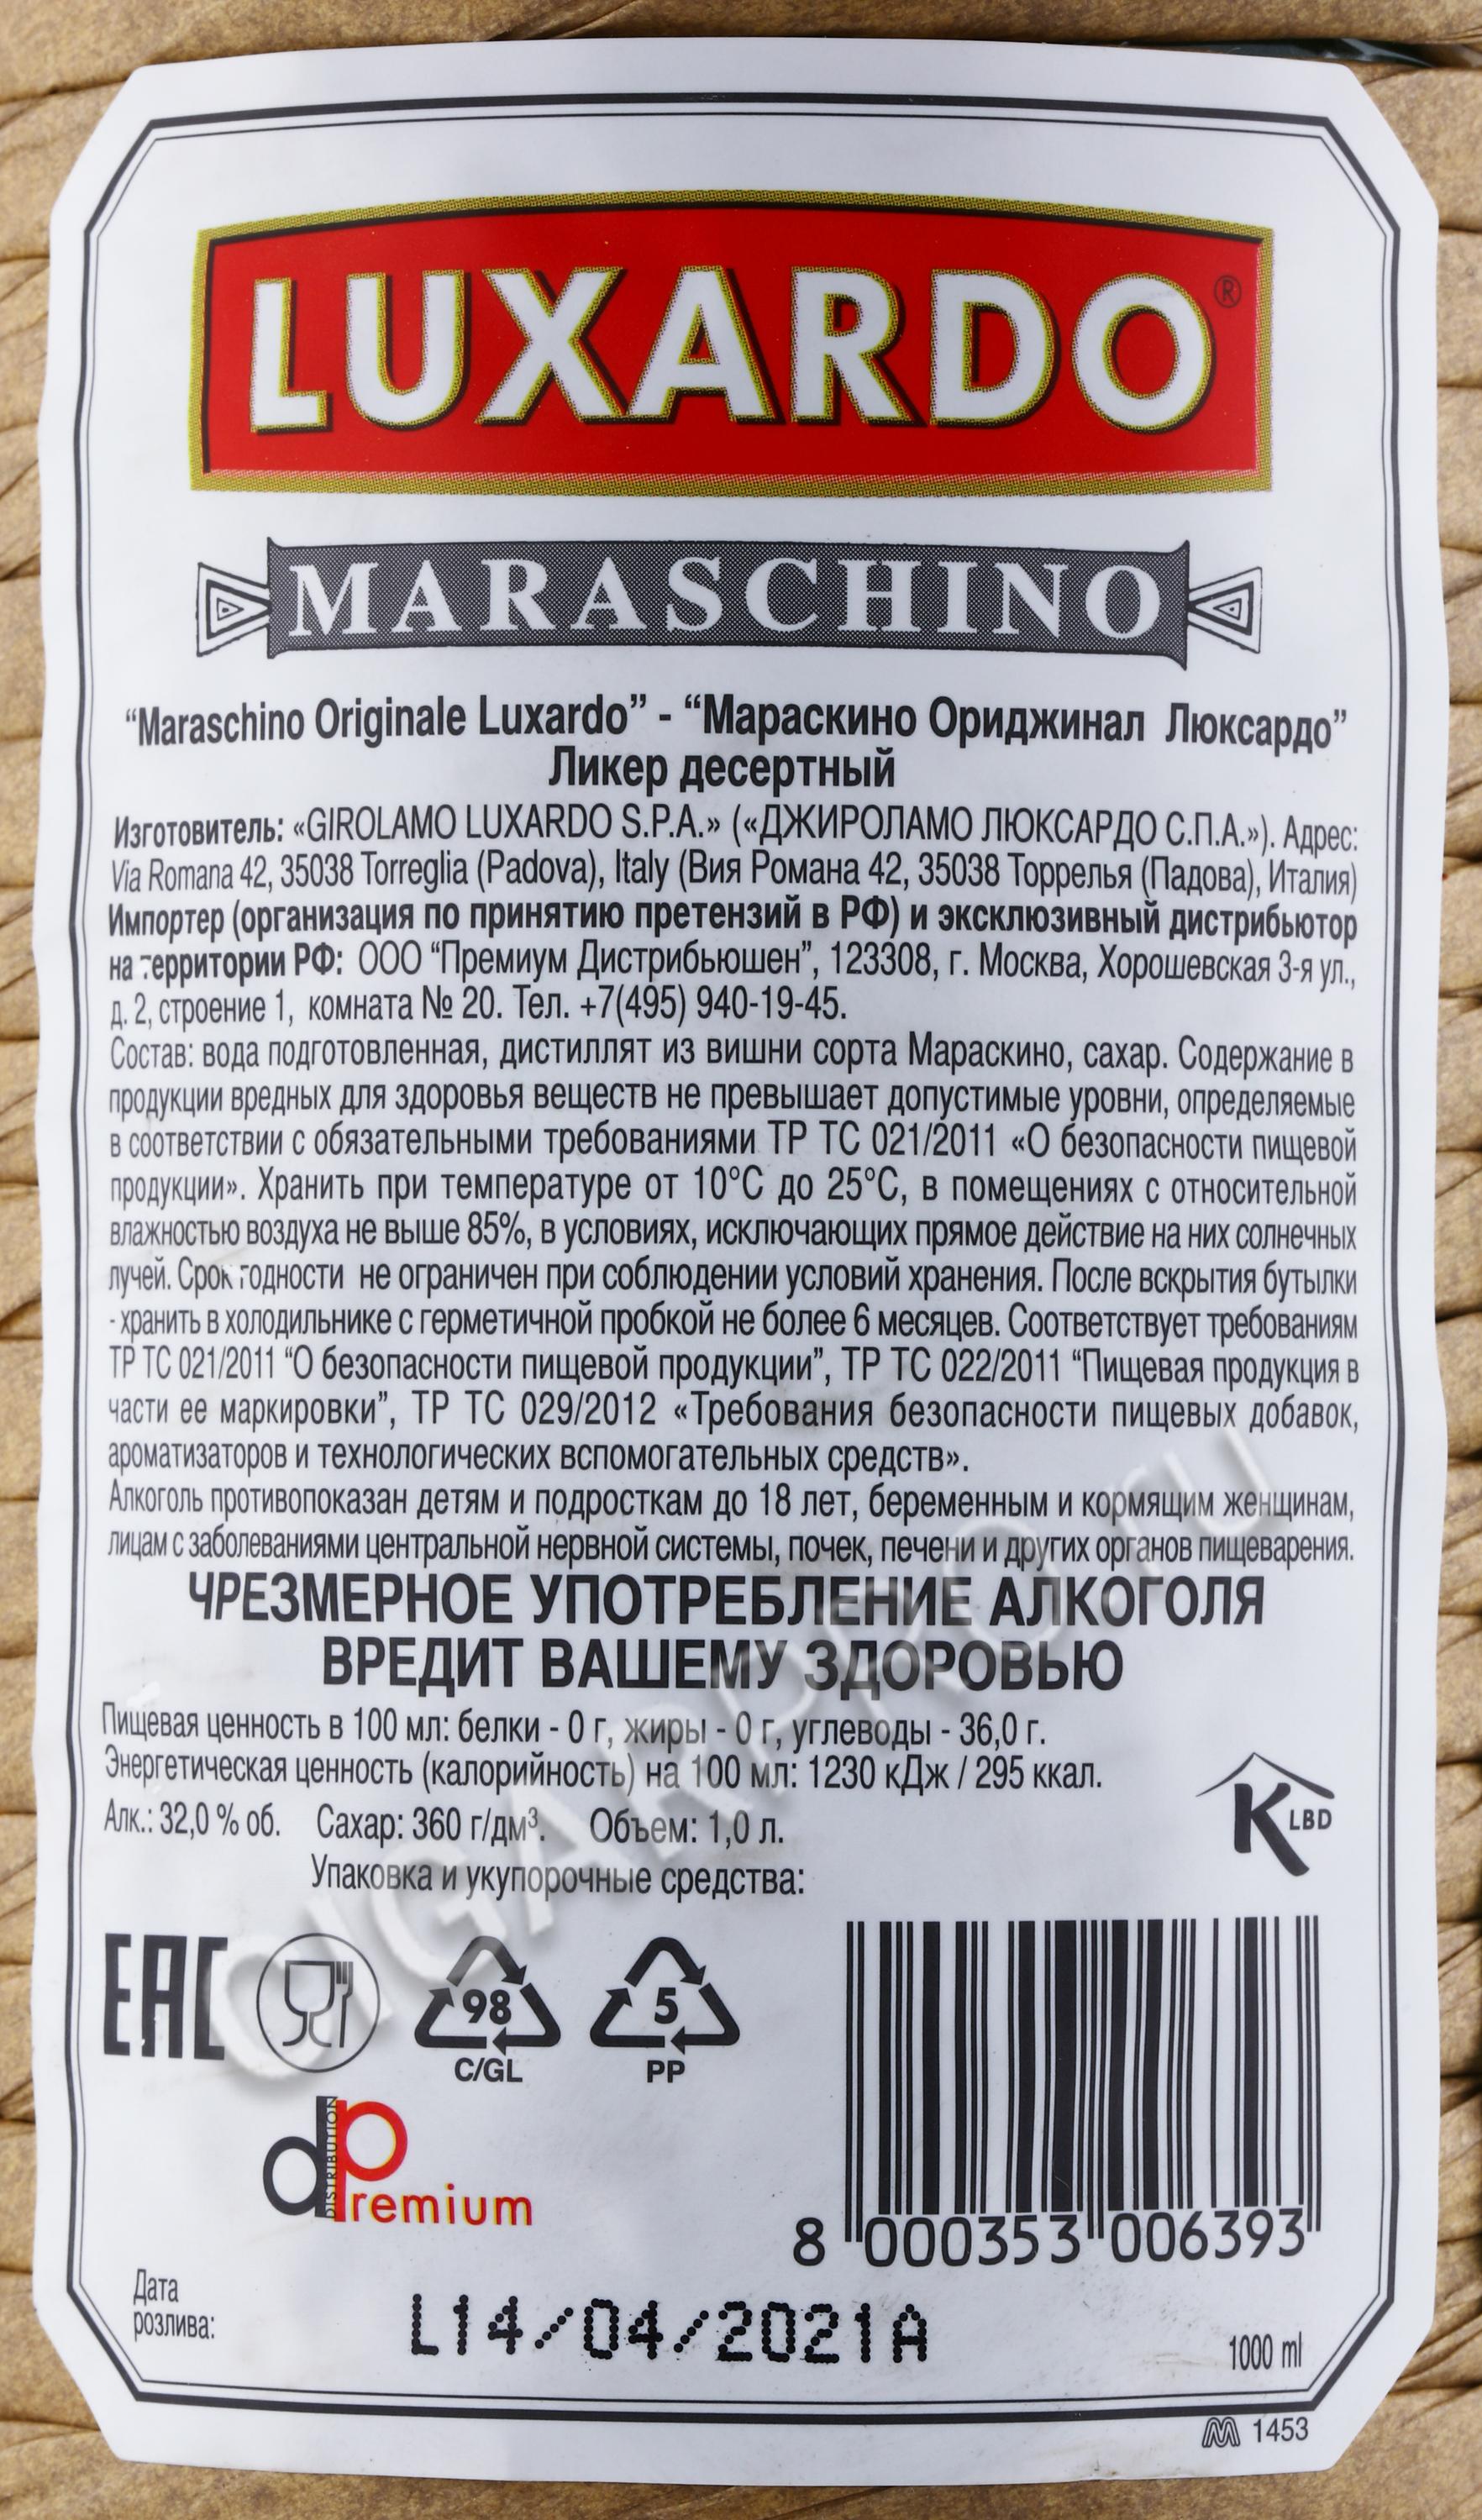 LUXARDO®
MARASCHINO
“Maraschino Originale Luxardo” - “Мараскино Ориджинал Люксардо”
Ликер десертный
Изготовитель: «GIROLAMO LUXARDO S.P.A.» («ДЖИРОЛАМО ЛЮКСАРДО С.П.А.»). Адрес:
Via Romana 42, 35038 Torreglia (Padova), Italy (Вия Романа 42, 35038 Торрелья (Падова), Италия)
Импортер (организация по принятию претензий в РФ) и эксклюзивный дистрибьютор
на территории РФ: ООО “Премиум Дистрибьюшен”, 123308, г. Москва, Хорошевская 3-я ул.,
д. 2, строение 1, комната № 20. Тел. +7(495) 940-19-45.
Состав: вода подготовленная, дистиллят из вишни сорта Мараскино, сахар. Содержание в
продукции вредных для здоровья веществ не превышает допустимые уровни, определяемые
в соответствии с обязательными требованиями ТР ТС 021/2011 «О безопасности пищевой
продукции». Хранить при температуре от 10°С до 25°С, в помещениях с относительной
влажностью воздуха не выше 85%, в условиях, исключающих прямое действие на них солнечных
лучей. Срок годности не ограничен при соблюдении условий хранения. После вскрытия бутылки
- хранить в холодильнике с герметичной пробкой не более 6 месяцев. Соответствует требованиям
ТР ТС 021/2011 “О безопасности пищевой продукции”, ТР ТС 022/2011 “Пищевая продукция в
части ее маркировки”, ТР ТС 029/2012 «Требования безопасности пищевых добавок,
ароматизаторов и технологических вспомогательных средств».
Алкоголь противопоказан детям и подросткам до 18 лет, беременным и кормящим женщинам,
лицам с заболеваниями центральной нервной системы, почек, печени и других органов пищеварения.
ЧРЕЗМЕРНОЕ УПОТРЕБЛЕНИЕ АЛКОГОЛЯ
ВРЕДИТ ВАШЕМУ ЗДОРОВЬЮ
Пищевая ценность в 100 мл: белки - 0 г, жиры - 0 г, углеводы - 36,0 г.
Энергетическая ценность (калорийность) на 100 мл: 1230 кДж / 295 ккал.
Алк.: 32,0 % об. Сахар: 360 г/дм³. Объем: 1,0 л.
K LBD
Упаковка и укупорочные средства:
EAC
98
C/GL
5
PP
dp DISTRIBUTION
remium
8 000353 006393
Дата
розлива:
L14/04/2021A
1000 ml
1453
CIGARPRO.ru